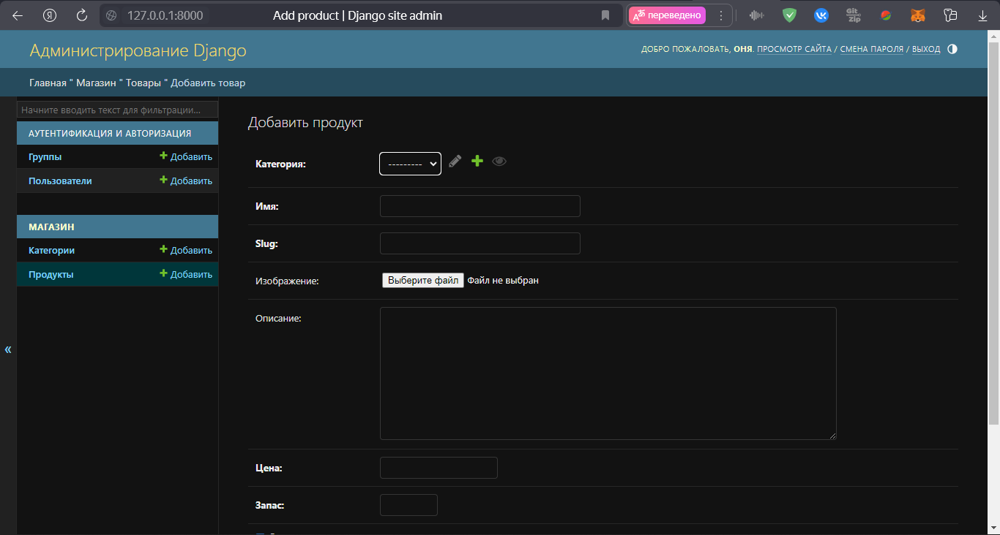 127.0.0.1:8000 Add product | Django site admin переведено
Администрирование Django
ДОБРО ПОЖАЛОВАТЬ, ОНЯ. ПРОСМОТР САЙТА / СМЕНА ПАРОЛЯ / ВЫХОД
Главная " Магазин " Товары " Добавить товар
Начните вводить текст для фильтрации...
АУТЕНТИФИКАЦИЯ И АВТОРИЗАЦИЯ
Группы Добавить
Пользователи Добавить
МАГАЗИН
Категории Добавить
Продукты Добавить
«
Добавить продукт
Категория: ---------
Имя:
Slug:
Изображение: Выберите файл Файл не выбран
Описание:
Цена:
Запас: